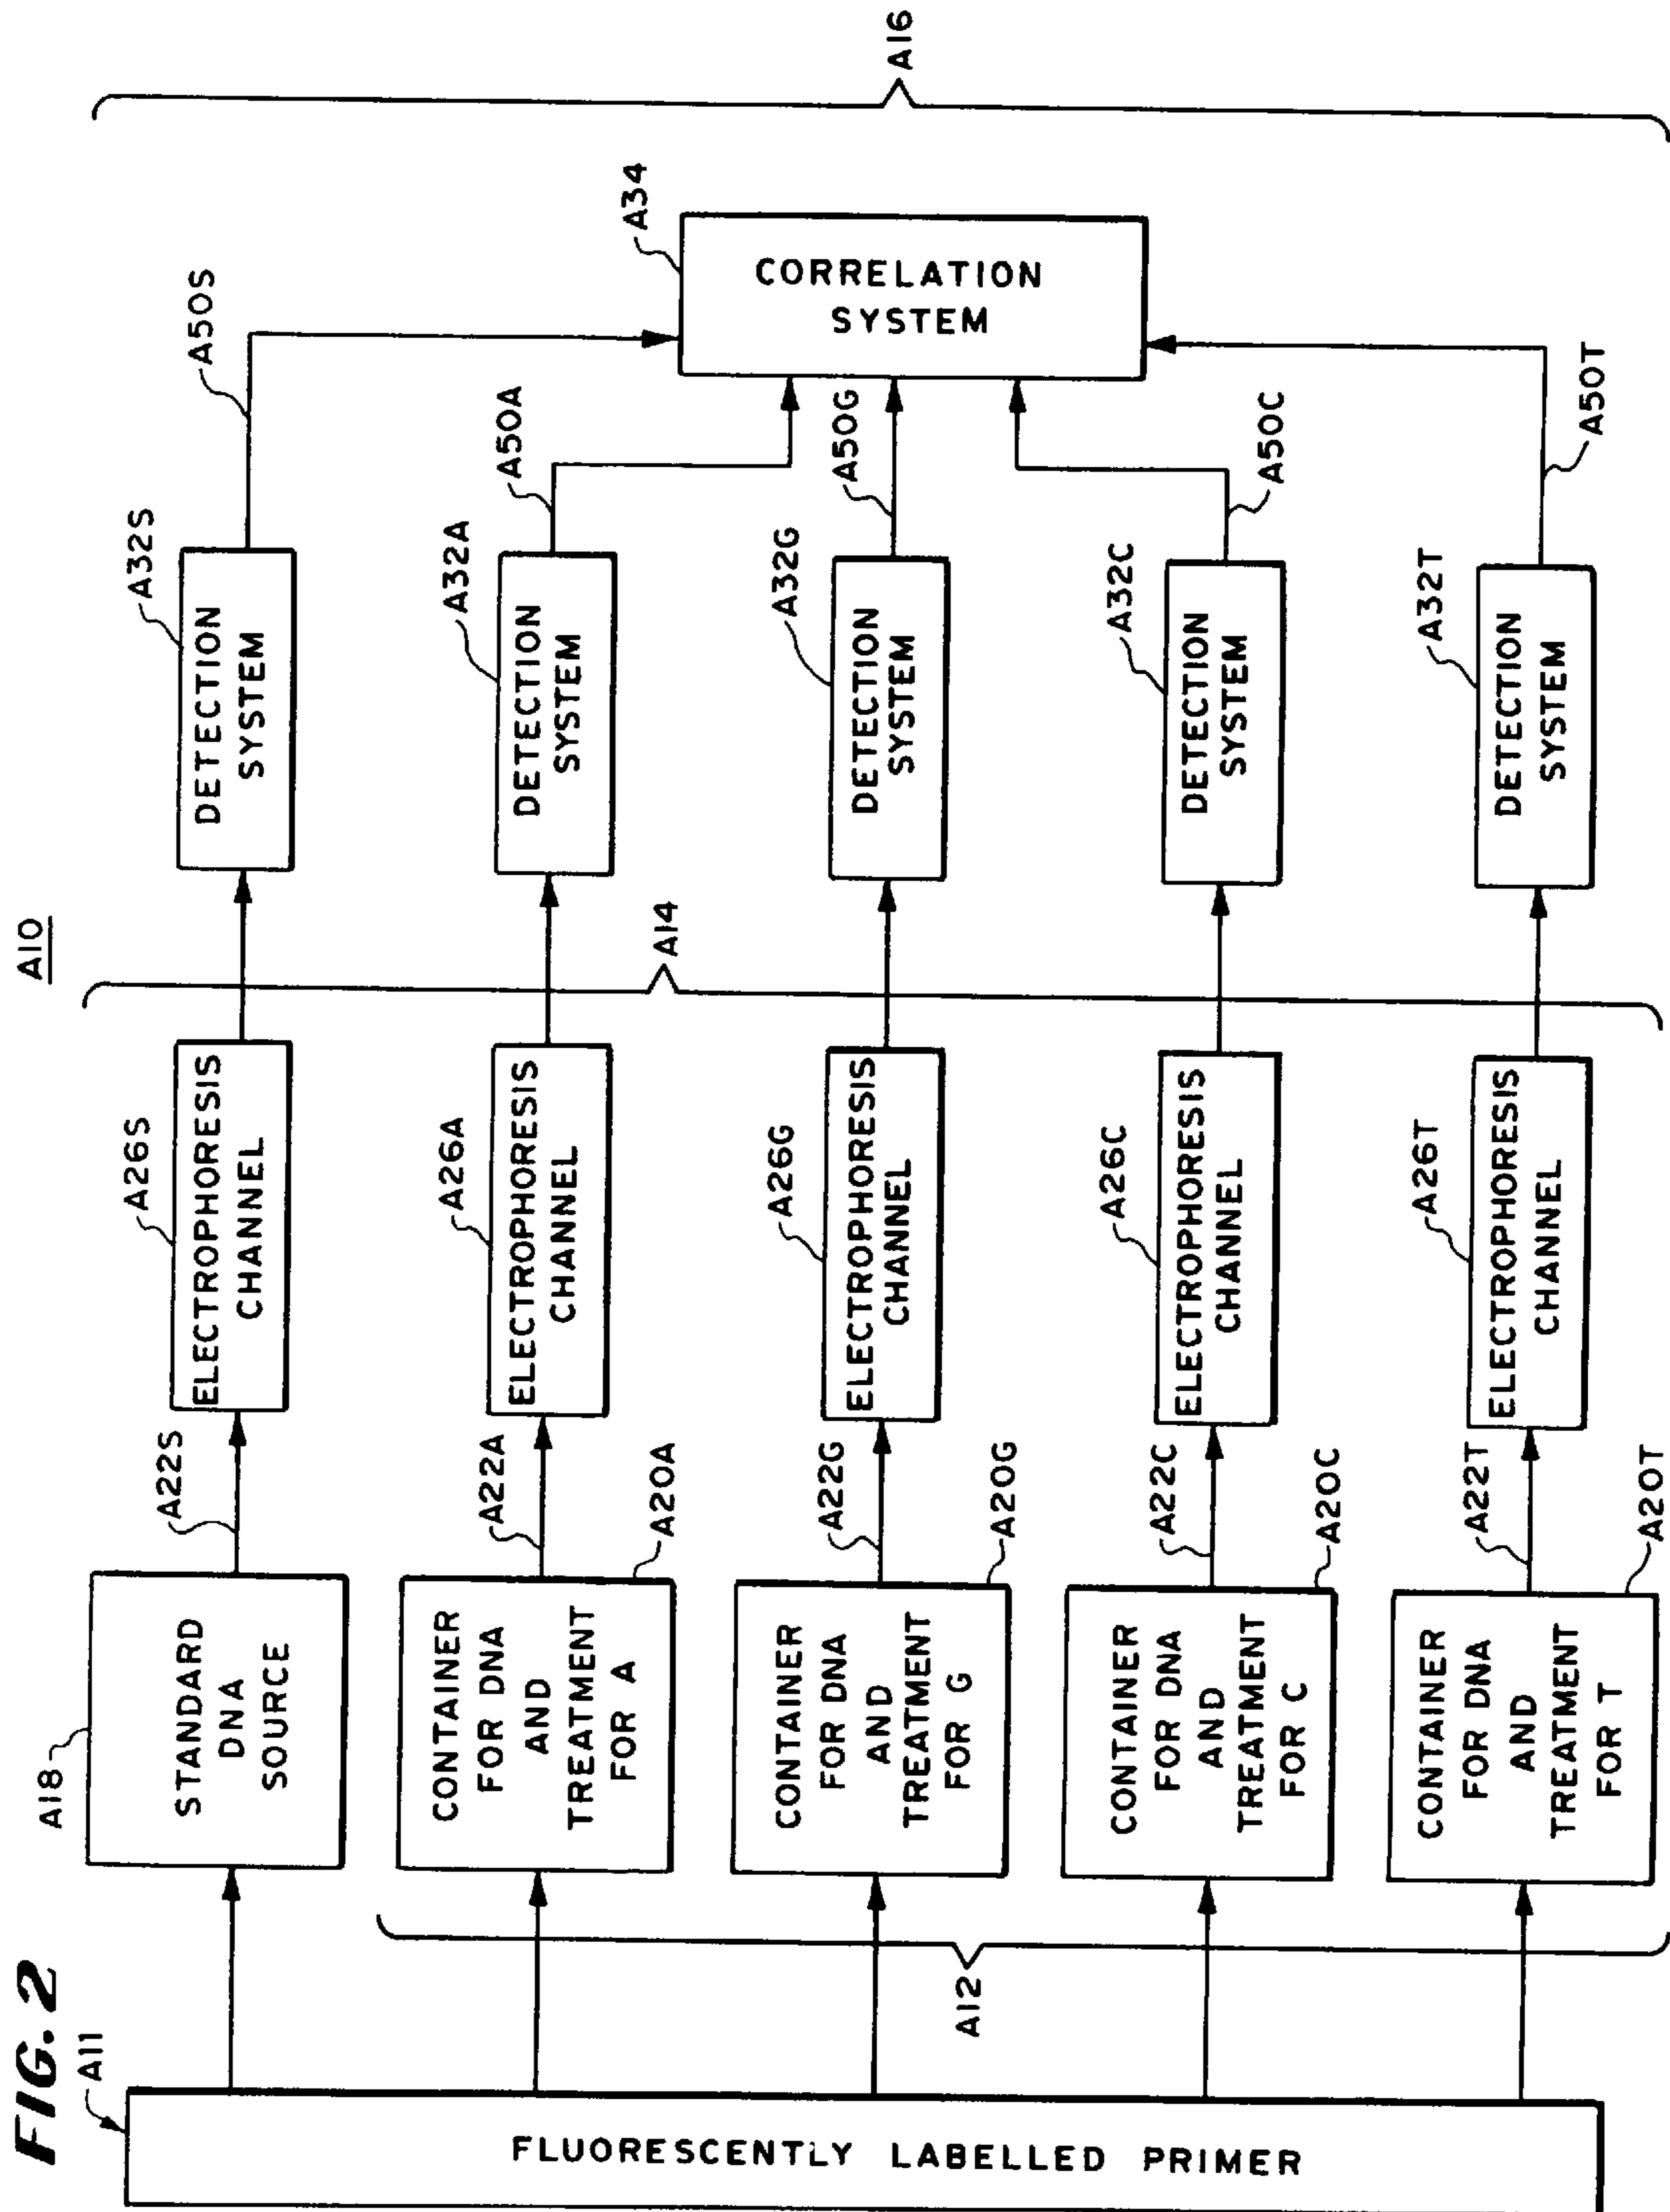 FIG. 2
A10
A11
FLUORESCENTLY LABELLED PRIMER
A12
A14
A16
A18
STANDARD
DNA
SOURCE
A22S
A26S
ELECTROPHORESIS
CHANNEL
A32S
DETECTION
SYSTEM
A50S
CONTAINER
FOR DNA
AND
TREATMENT
FOR A
A20A
A22A
A26A
ELECTROPHORESIS
CHANNEL
A32A
DETECTION
SYSTEM
A50A
CONTAINER
FOR DNA
AND
TREATMENT
FOR G
A20G
A22G
A26G
ELECTROPHORESIS
CHANNEL
A32G
DETECTION
SYSTEM
A50G
CONTAINER
FOR DNA
AND
TREATMENT
FOR C
A20C
A22C
A26C
ELECTROPHORESIS
CHANNEL
A32C
DETECTION
SYSTEM
A50C
CONTAINER
FOR DNA
AND
TREATMENT
FOR T
A20T
A22T
A26T
ELECTROPHORESIS
CHANNEL
A32T
DETECTION
SYSTEM
A50T
A34
CORRELATION
SYSTEM